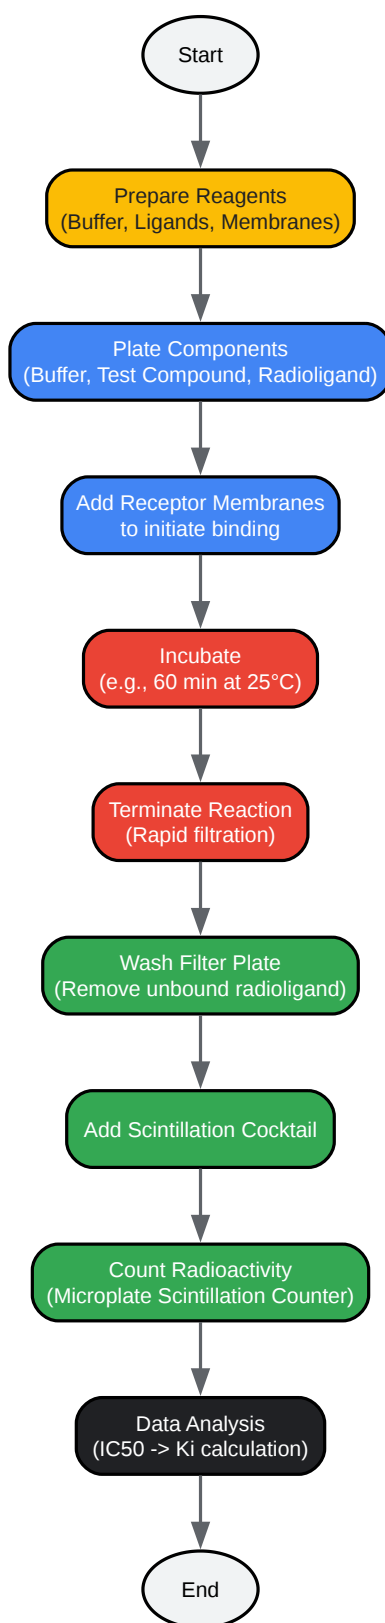 Start
Prepare Reagents
(Buffer, Ligands, Membranes)
Plate Components
(Buffer, Test Compound, Radioligand)
Add Receptor Membranes
to initiate binding
Incubate
(e.g., 60 min at 25°C)
Terminate Reaction
(Rapid filtration)
Wash Filter Plate
(Remove unbound radioligand)
Add Scintillation Cocktail
Count Radioactivity
(Microplate Scintillation Counter)
Data Analysis
(IC50 -> Ki calculation)
End